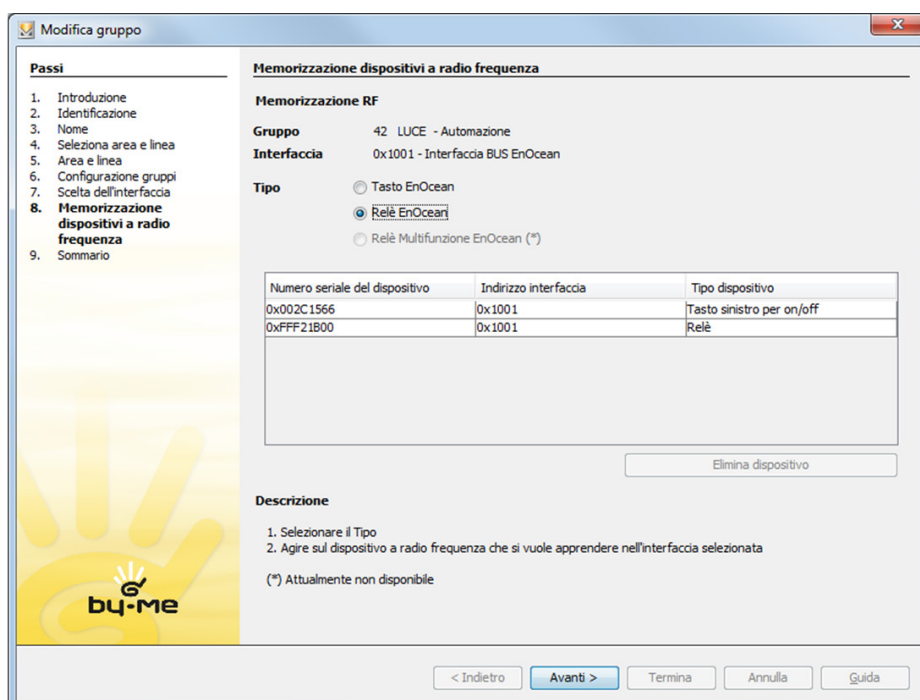 Modifica gruppo
Passi
1. Introduzione
2. Identificazione
3. Nome
4. Seleziona area e linea
5. Area e linea
6. Configurazione gruppi
7. Scelta dell'interfaccia
8. Memorizzazione
dispositivi a radio
frequenza
9. Sommario
by-me
Memorizzazione dispositivi a radio frequenza
Memorizzazione RF
Gruppo 42 LUCE - Automazione
Interfaccia 0x1001 - Interfaccia BUS EnOcean
Tipo Tasto EnOcean
Relè EnOcean
Relè Multifunzione EnOcean (*)
Numero seriale del dispositivo Indirizzo interfaccia Tipo dispositivo
0x002C1566 0x1001 Tasto sinistro per on/off
0xFFF21B00 0x1001 Relè
Elimina dispositivo
Descrizione
1. Selezionare il Tipo
2. Agire sul dispositivo a radio frequenza che si vuole apprendere nell'interfaccia selezionata
(*) Attualmente non disponibile
< Indietro Avanti > Termina Annulla Guida